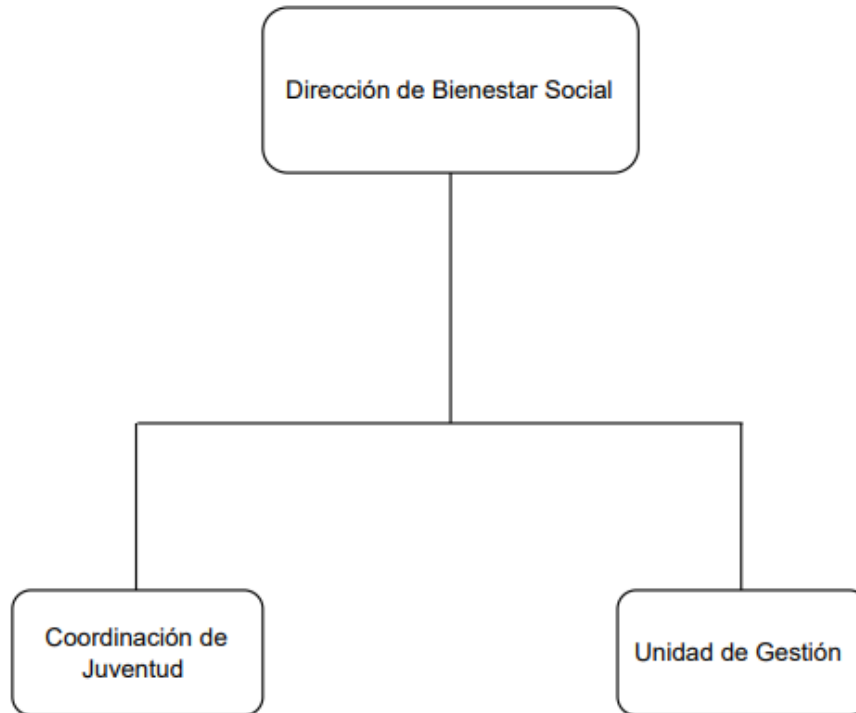 Dirección de Bienestar Social
Coordinación de
Juventud
Unidad de Gestión